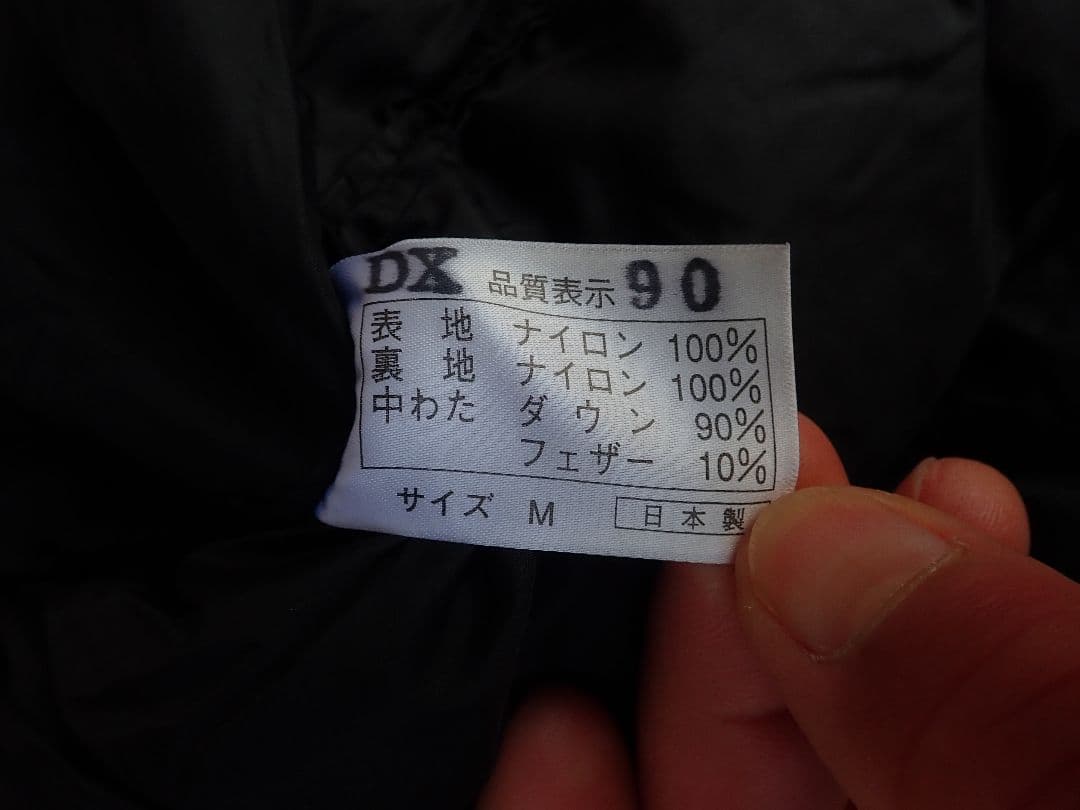 DX 品質表示 90
表地 ナイロン 100%
裏地 ナイロン 100%
中わた ダウン 90%
フェザー 10%
サイズ M 日本製